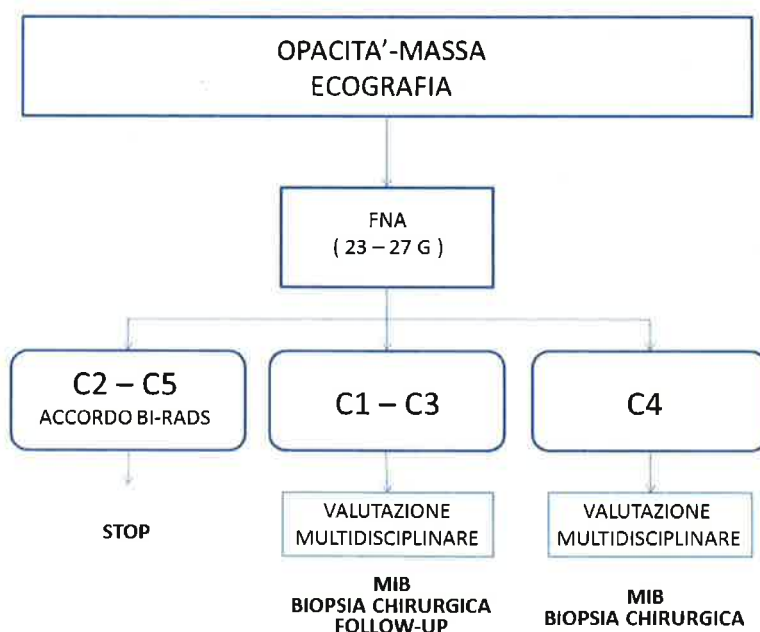 OPACITA'-MASSA
ECOGRAFIA
FNA
( 23 – 27 G )
C2 – C5
ACCORDO BI-RADS
C1 – C3
C4
STOP
VALUTAZIONE
MULTIDISCIPLINARE
VALUTAZIONE
MULTIDISCIPLINARE
MIB
BIOPSIA CHIRURGICA
FOLLOW-UP
MIB
BIOPSIA CHIRURGICA